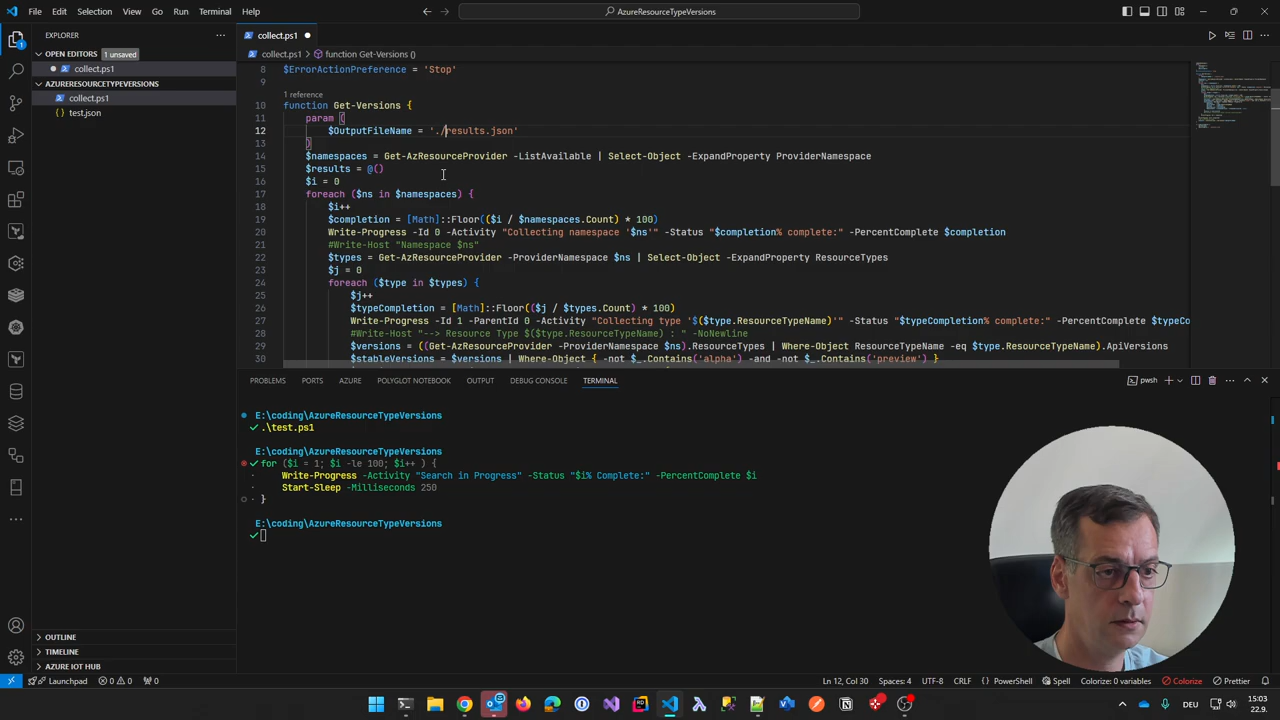 File Edit Selection View Go Run Terminal Help
AzureResourceTypeVersions
EXPLORER
OPEN EDITORS 1 unsaved
collect.ps1
AZURERESOURCETYPEVERSIONS
collect.ps1
test.json
OUTLINE
TIMELINE
AZURE IOT HUB
collect.ps1
collect.ps1 > function Get-Versions ()
8 $ErrorActionPreference = 'Stop'
9
1 reference
10 function Get-Versions {
11 param (
12 $OutputFileName = './results.json'
13 )
14 $namespaces = Get-AzResourceProvider -ListAvailable | Select-Object -ExpandProperty ProviderNamespace
15 $results = @()
16 $i = 0
17 foreach ($ns in $namespaces) {
18 $i++
19 $completion = [Math]::Floor(($i / $namespaces.Count) * 100)
20 Write-Progress -Id 0 -Activity "Collecting namespace '$ns'" -Status "$completion% complete:" -PercentComplete $completion
21 #Write-Host "Namespace $ns"
22 $types = Get-AzResourceProvider -ProviderNamespace $ns | Select-Object -ExpandProperty ResourceTypes
23 $j = 0
24 foreach ($type in $types) {
25 $j++
26 $typeCompletion = [Math]::Floor(($j / $types.Count) * 100)
27 Write-Progress -Id 1 -ParentId 0 -Activity "Collecting type '$($type.ResourceTypeName)'" -Status "$typeCompletion% complete:" -PercentComplete $typeCo
28 #Write-Host "--> Resource Type $($type.ResourceTypeName) : " -NoNewline
29 $versions = ((Get-AzResourceProvider -ProviderNamespace $ns).ResourceTypes | Where-Object ResourceTypeName -eq $type.ResourceTypeName).ApiVersions
30 $stableVersions = $versions | Where-Object { -not $_.Contains('alpha') -and -not $_.Contains('preview') }
PROBLEMS PORTS AZURE POLYGLOT NOTEBOOK OUTPUT DEBUG CONSOLE TERMINAL
pwsh
E:\coding\AzureResourceTypeVersions
.\test.ps1
E:\coding\AzureResourceTypeVersions
for ($i = 1; $i -le 100; $i++ ) {
· Write-Progress -Activity "Search in Progress" -Status "$i% Complete:" -PercentComplete $i
· Start-Sleep -Milliseconds 250
· }
E:\coding\AzureResourceTypeVersions
Launchpad 0 0 0
Ln 12, Col 30 Spaces: 4 UTF-8 CRLF PowerShell Spell Colorize: 0 variables Colorize Prettier
DEU 15:03
22.9.